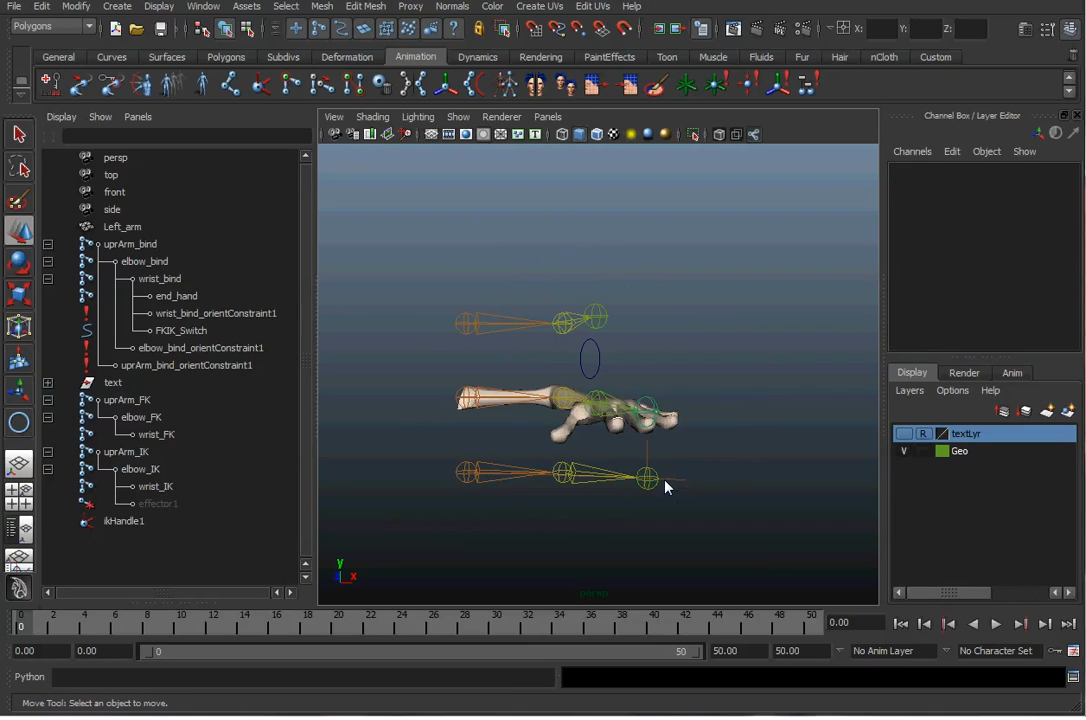 File Edit Modify Create Display Window Assets Select Mesh Edit Mesh Proxy Normals Color Create UVs Edit UVs Help
Polygons X: Y: Z:
General Curves Surfaces Polygons Subdivs Deformation Animation Dynamics Rendering PaintEffects Toon Muscle Fluids Fur Hair nCloth Custom
Display Show Panels
persp
top
front
side
Left_arm
uprArm_bind
elbow_bind
wrist_bind
end_hand
wrist_bind_orientConstraint1
FKIK_Switch
elbow_bind_orientConstraint1
uprArm_bind_orientConstraint1
text
uprArm_FK
elbow_FK
wrist_FK
uprArm_IK
elbow_IK
wrist_IK
effector1
ikHandle1
View Shading Lighting Show Renderer Panels
y
x
persp
Channel Box / Layer Editor
Channels Edit Object Show
Display Render Anim
Layers Options Help
R textLyr
V Geo
0 2 4 6 8 10 12 14 16 18 20 22 24 26 28 30 32 34 36 38 40 42 44 46 48 50
0 0.00
0.00 0.00 0 50 50.00 50.00 No Anim Layer No Character Set
Python
Move Tool: Select an object to move.